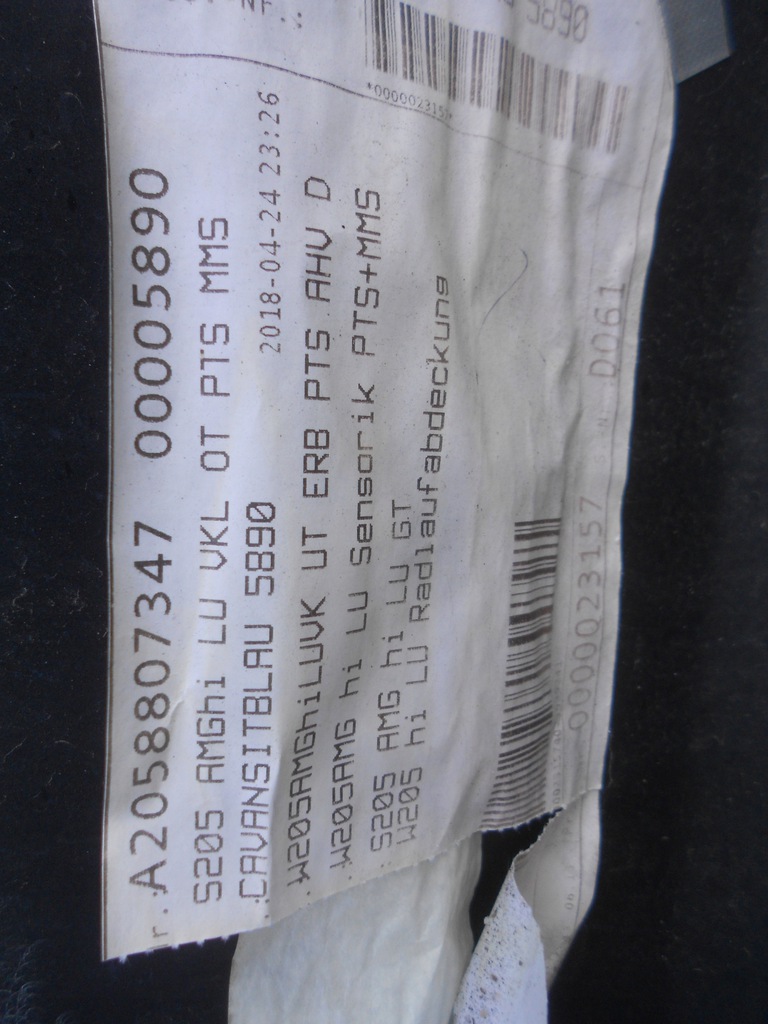 NF.: 5890
*0000023157*
r. A2058807347 00005890
S205 AMGhi LU VKL OT PTS MMS
CAVANSITBLAU 5890 2018-04-24 23:26
W205AMGhiLUVK UT ERB PTS AHV D
W205AMG hi LU Sensorik PTS+MMS
S205 AMG hi LU GT
W205 hi LU Radlaufabdeckung
0000023157 D061